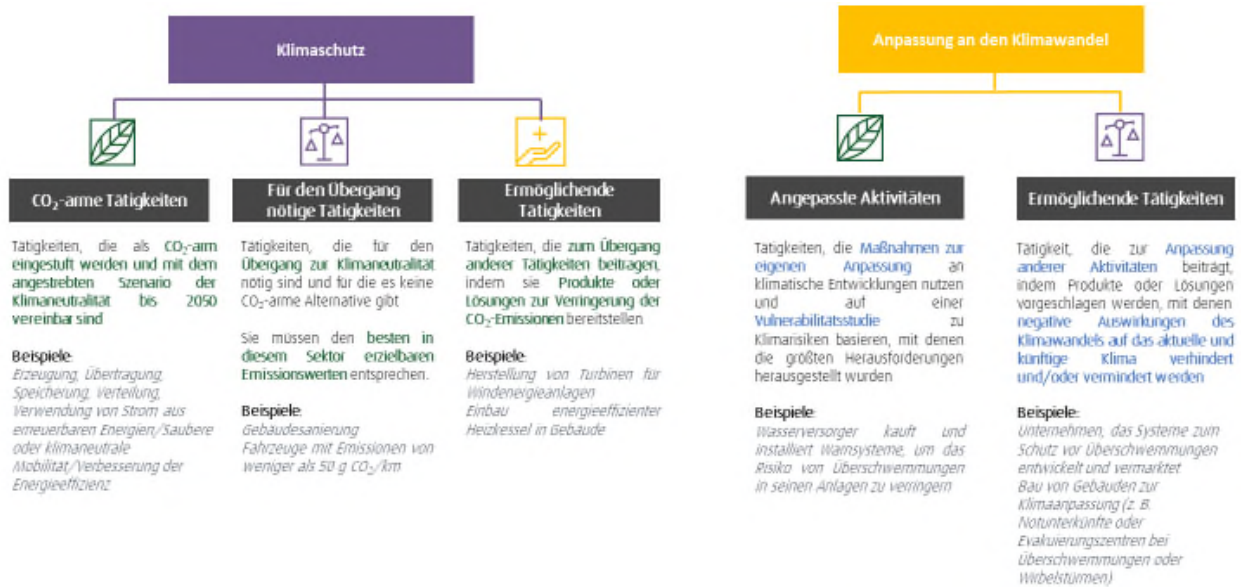 Klimaschutz
CO₂-arme Tätigkeiten
Tätigkeiten, die als CO₂-arm
eingestuft werden und mit dem
angestrebten Szenario der
Klimaneutralität bis 2050
vereinbar sind
Beispiele:
Erzeugung, Übertragung,
Speicherung, Verteilung,
Verwendung von Strom aus
erneuerbaren Energien/Saubere
oder klimaneutrale
Mobilität/Verbesserung der
Energieeffizienz
Für den Übergang
nötige Tätigkeiten
Tätigkeiten, die für den
Übergang zur Klimaneutralität
nötig sind und für die es keine
CO₂-arme Alternative gibt
Sie müssen den besten in
diesem Sektor erzielbaren
Emissionswerten entsprechen.
Beispiele:
Gebäudesanierung
Fahrzeuge mit Emissionen von
weniger als 50 g CO₂/km
Ermöglichende
Tätigkeiten
Tätigkeiten, die zum Übergang
anderer Tätigkeiten beitragen,
indem sie Produkte oder
Lösungen zur Verringerung der
CO₂-Emissionen bereitstellen
Beispiele:
Herstellung von Turbinen für
Windenergieanlagen
Einbau energieeffizienter
Heizkessel in Gebäude
Anpassung an den Klimawandel
Angepasste Aktivitäten
Tätigkeiten, die Maßnahmen zur
eigenen Anpassung an
klimatische Entwicklungen nutzen
und auf einer
Vulnerabilitätsstudie zu
Klimarisiken basieren, mit denen
die größten Herausforderungen
herausgestellt wurden
Beispiele:
Wasserversorger kauft und
installiert Warnsysteme, um das
Risiko von Überschwemmungen
in seinen Anlagen zu verringern
Ermöglichende Tätigkeiten
Tätigkeit, die zur Anpassung
anderer Aktivitäten beiträgt,
indem Produkte oder Lösungen
vorgeschlagen werden, mit denen
negative Auswirkungen des
Klimawandels auf das aktuelle und
künftige Klima verhindert
und/oder vermindert werden
Beispiele:
Unternehmen, das Systeme zum
Schutz vor Überschwemmungen
entwickelt und vermarktet
Bau von Gebäuden zur
Klimaanpassung (z. B.
Notunterkünfte oder
Evakuierungszentren bei
Überschwemmungen oder
Wirbelstürmen)